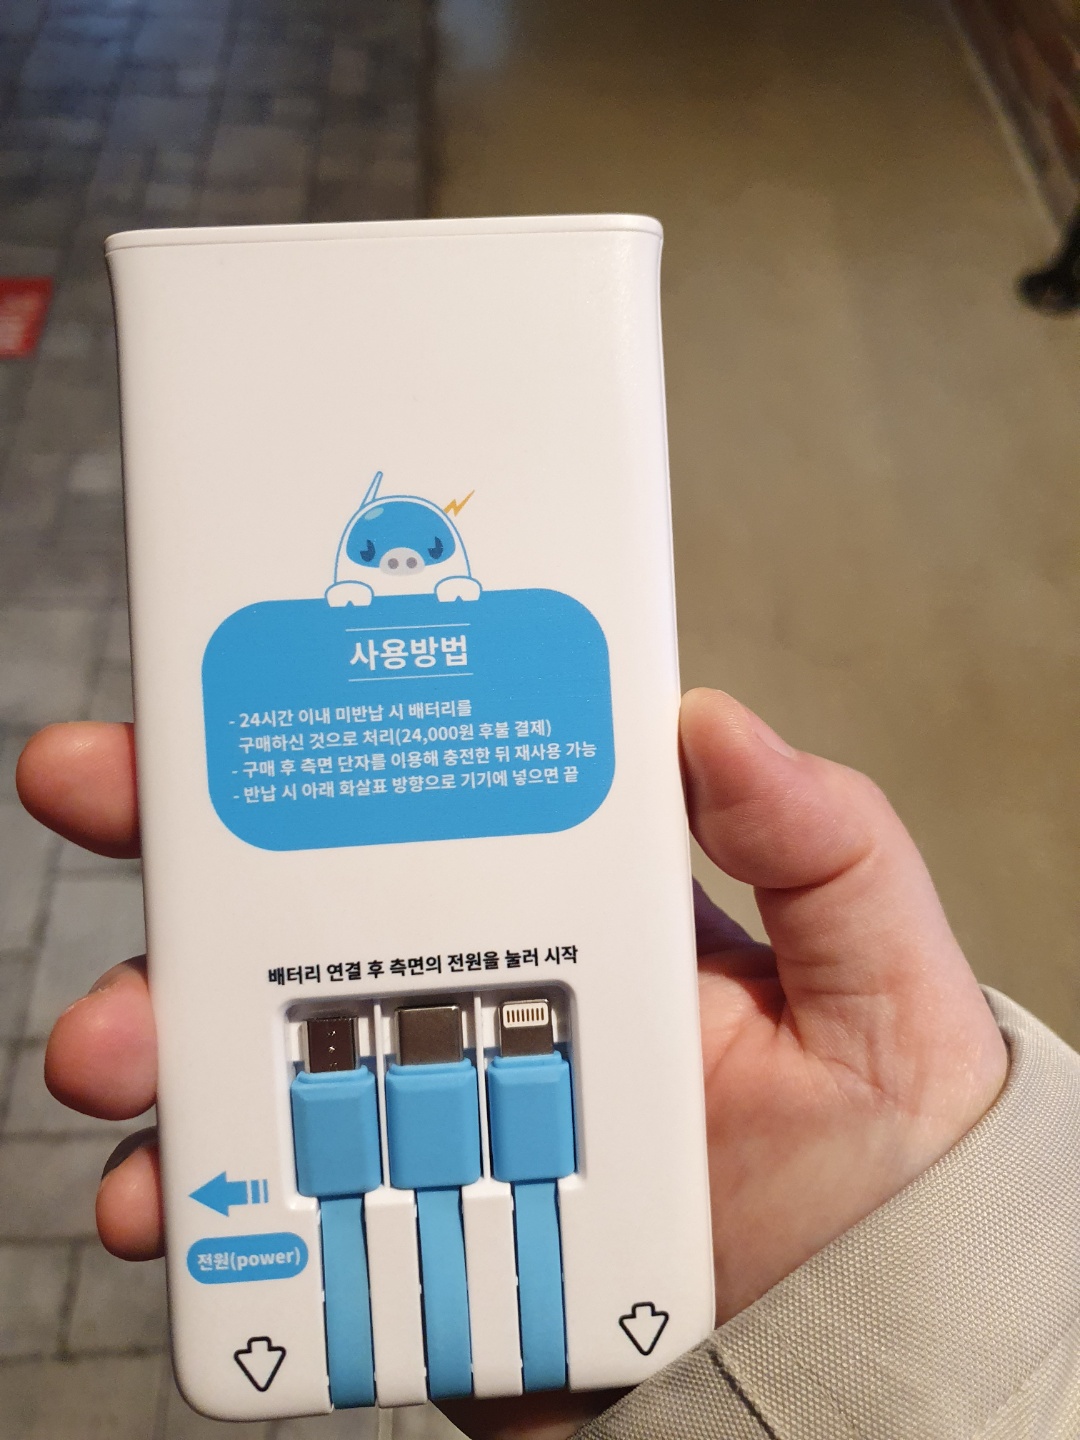 사용방법
- 24시간 이내 미반납 시 배터리를
구매하신 것으로 처리(24,000원 후불 결제)
- 구매 후 측면 단자를 이용해 충전한 뒤 재사용 가능
- 반납 시 아래 화살표 방향으로 기기에 넣으면 끝
배터리 연결 후 측면의 전원을 눌러 시작
전원(power)